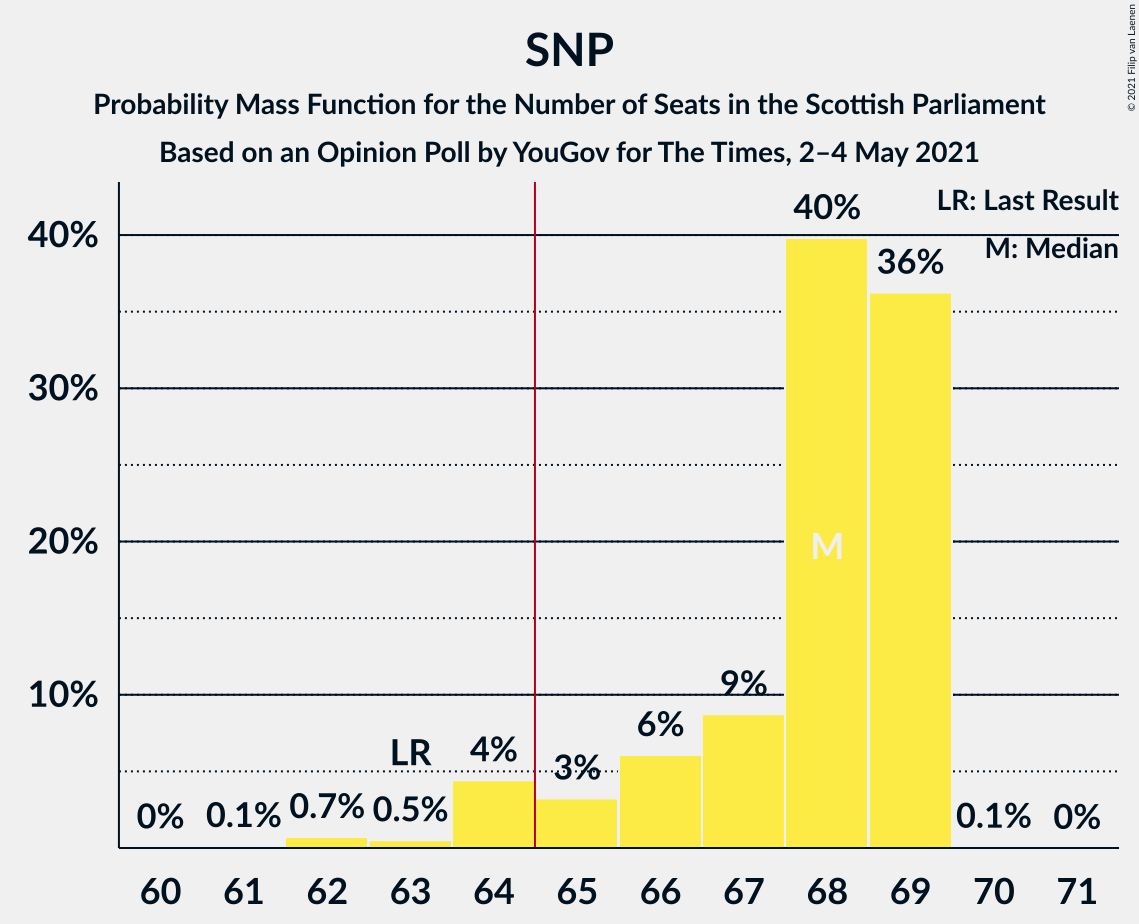 SNP
Probability Mass Function for the Number of Seats in the Scottish Parliament
Based on an Opinion Poll by YouGov for The Times, 2–4 May 2021
© 2021 Filip van Laenen
LR: Last Result
M: Median
40%
30%
20%
10%
0%
0.1%
0.7%
0.5%
LR
4%
3%
6%
9%
40%
M
36%
0.1%
0%
60 61 62 63 64 65 66 67 68 69 70 71